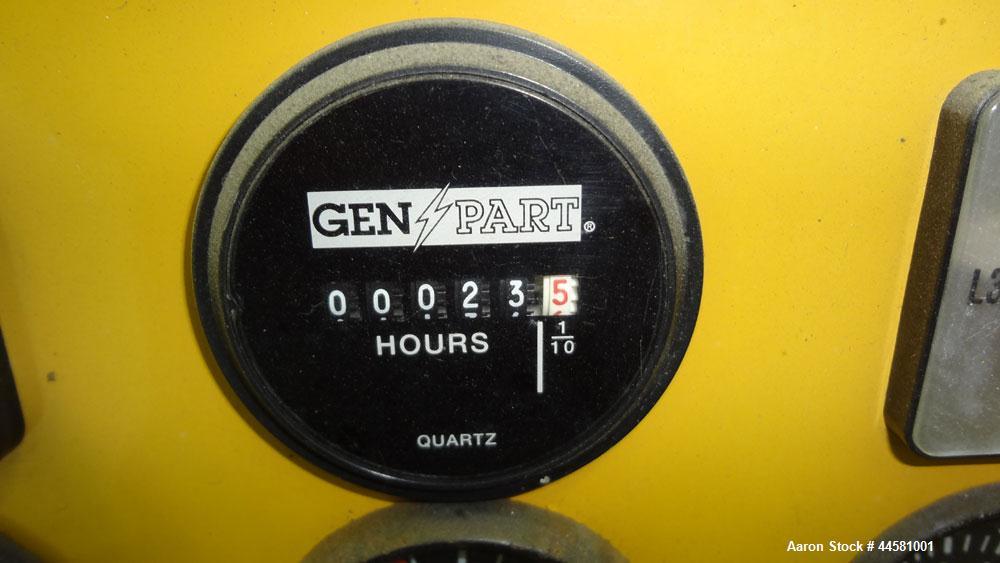 GEN PART®
0 0 0 2 3 5
HOURS
1/10
QUARTZ
Aaron Stock # 44581001